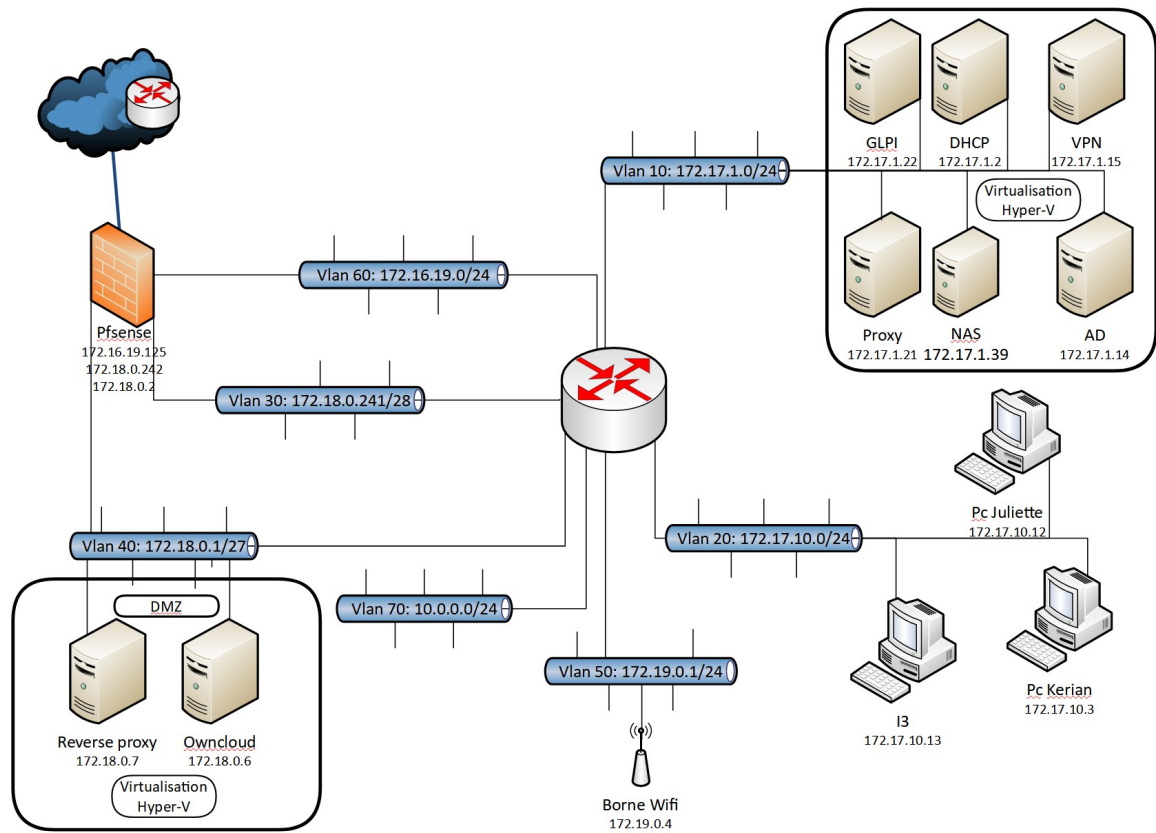 GLPI
172.17.1.22
DHCP
172.17.1.2
VPN
172.17.1.15
Vlan 10: 172.17.1.0/24
Virtualisation
Hyper-V
Proxy
172.17.1.21
NAS
172.17.1.39
AD
172.17.1.14
Vlan 60: 172.16.19.0/24
Pfsense
172.16.19.125
172.18.0.242
172.18.0.2
Vlan 30: 172.18.0.241/28
Pc Juliette
172.17.10.12
Vlan 40: 172.18.0.1/27
Vlan 20: 172.17.10.0/24
DMZ
Vlan 70: 10.0.0.0/24
Vlan 50: 172.19.0.1/24
Pc Kerian
172.17.10.3
I3
172.17.10.13
Reverse proxy
172.18.0.7
Owncloud
172.18.0.6
Virtualisation
Hyper-V
Borne Wifi
172.19.0.4